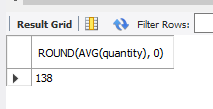 Result Grid
Filter Rows:
ROUND(AVG(quantity), 0)
138